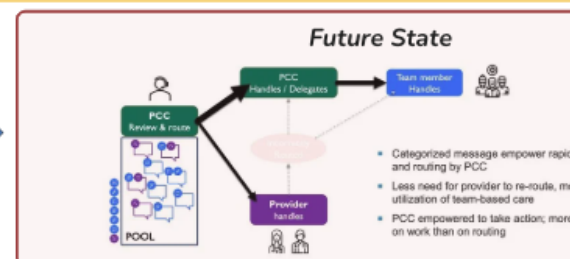 Future State
PCC
Handles / Delegates
Team member
Handles
PCC
Review & route
POOL
Provider
handles
Categorized message empower rapid
and routing by PCC
Less need for provider to re-route, mo
utilization of team-based care
PCC empowered to take action; more
on work than on routing